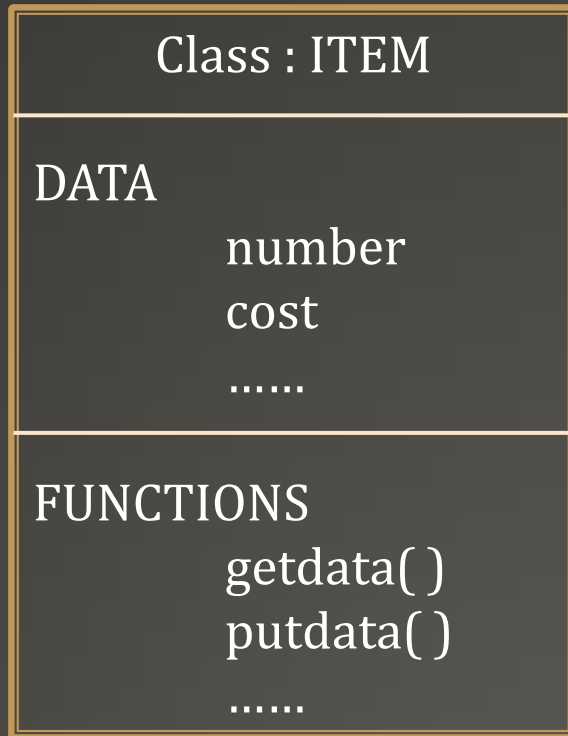 Class : ITEM
DATA
number
cost
......
FUNCTIONS
getdata( )
putdata( )
......